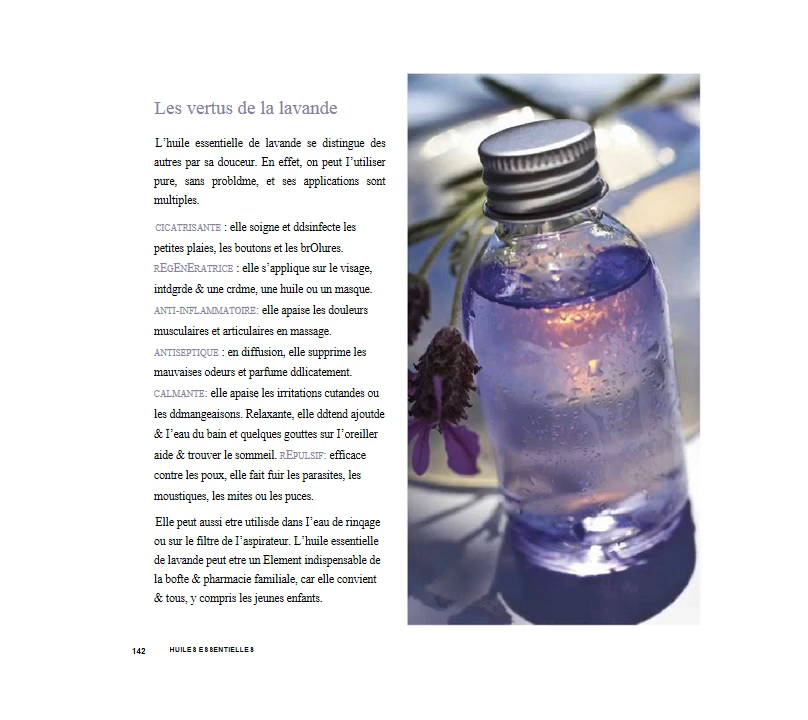 Les vertus de la lavande
L'huile essentielle de lavande se distingue des
autres par sa douceur. En effet, on peut I'utiliser
pure, sans probldme, et ses applications sont
multiples.
CICATRISANTE : elle soigne et ddsinfecte les
petites plaies, les boutons et les brOlures.
REgENERATRICE : elle s'applique sur le visage,
intdgrde & une crdme, une huile ou un masque.
ANTI-INFLAMMATOIRE: elle apaise les douleurs
musculaires et articulaires en massage.
ANTISEPTIQUE : en diffusion, elle supprime les
mauvaises odeurs et parfume ddlicatement.
CALMANTE: elle apaise les irritations cutandes ou
les ddmangeaisons. Relaxante, elle ddtend ajoutde
& I'eau du bain et quelques gouttes sur I'oreiller
aide & trouver le sommeil. REPULSIF: efficace
contre les poux, elle fait fuir les parasites, les
moustiques, les mites ou les puces.
Elle peut aussi etre utilisde dans I'eau de rinqage
ou sur le filtre de I'aspirateur. L'huile essentielle
de lavande peut etre un Element indispensable de
la bofte & pharmacie familiale, car elle convient
& tous, y compris les jeunes enfants.
142 HUILES ESSENTIELLES